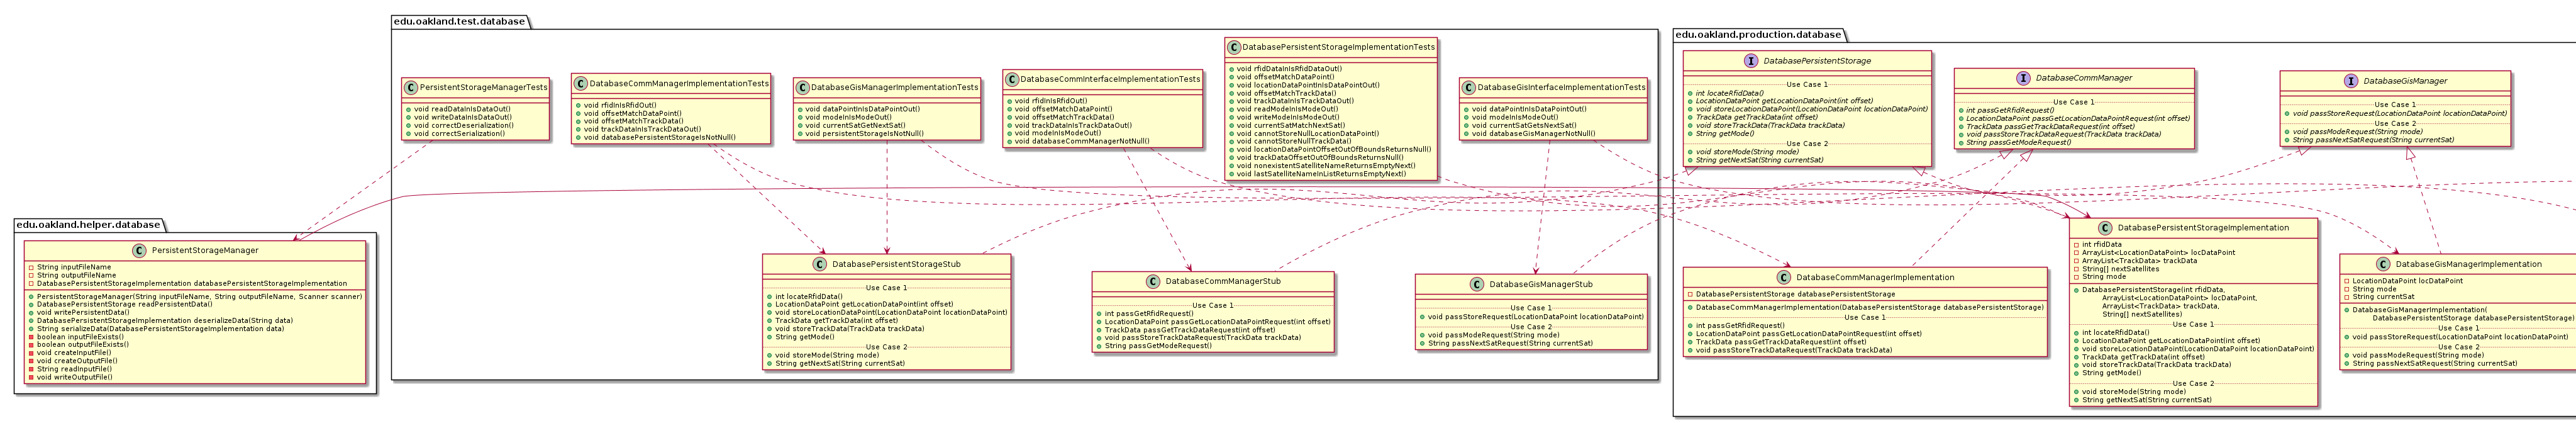 edu.oakland.helper.database
C PersistentStorageManager
String inputFileName
String outputFileName
DatabasePersistentStorageImplementation databasePersistentStorageImplementation
PersistentStorageManager(String inputFileName, String outputFileName, Scanner scanner)
DatabasePersistentStorage readPersistentData()
void writePersistentData()
DatabasePersistentStorageImplementation deserializeData(String data)
String serializeData(DatabasePersistentStorageImplementation data)
boolean inputFileExists()
boolean outputFileExists()
void createInputFile()
void createOutputFile()
String readInputFile()
void writeOutputFile()
edu.oakland.test.database
C PersistentStorageManagerTests
void readDataInIsDataOut()
void writeDataInIsDataOut()
void correctDeserialization()
void correctSerialization()
C DatabaseCommManagerImplementationTests
void rfidInIsRfidOut()
void offsetMatchDataPoint()
void offsetMatchTrackData()
void trackDataInIsTrackDataOut()
void databasePersistentStorageIsNotNull()
C DatabaseGisManagerImplementationTests
void dataPointInIsDataPointOut()
void modeInIsModeOut()
void currentSatGetNextSat()
void persistentStorageIsNotNull()
C DatabaseCommInterfaceImplementationTests
void rfidInIsRfidOut()
void offsetMatchDataPoint()
void offsetMatchTrackData()
void trackDataInIsTrackDataOut()
void modeInIsModeOut()
void databaseCommManagerNotNull()
C DatabasePersistentStorageImplementationTests
void rfidDataInIsRfidDataOut()
void offsetMatchDataPoint()
void locationDataPointInIsDataPointOut()
void offsetMatchTrackData()
void trackDataInIsTrackDataOut()
void readModeInIsModeOut()
void writeModeInIsModeOut()
void currentSatMatchNextSat()
void cannotStoreNullLocationDataPoint()
void cannotStoreNullTrackData()
void locationDataPointOffsetOutOfBoundsReturnsNull()
void trackDataOffsetOutOfBoundsReturnsNull()
void nonexistentSatelliteNameReturnsEmptyNext()
void lastSatelliteNameInListReturnsEmptyNext()
C DatabaseGisInterfaceImplementationTests
void dataPointInIsDataPointOut()
void modeInIsModeOut()
void currentSatGetsNextSat()
void databaseGisManagerNotNull()
C DatabasePersistentStorageStub
Use Case 1
int locateRfidData()
LocationDataPoint getLocationDataPoint(int offset)
void storeLocationDataPoint(LocationDataPoint locationDataPoint)
TrackData getTrackData(int offset)
void storeTrackData(TrackData trackData)
String getMode()
Use Case 2
void storeMode(String mode)
String getNextSat(String currentSat)
C DatabaseCommManagerStub
Use Case 1
int passGetRfidRequest()
LocationDataPoint passGetLocationDataPointRequest(int offset)
TrackData passGetTrackDataRequest(int offset)
void passStoreTrackDataRequest(TrackData trackData)
String passGetModeRequest()
C DatabaseGisManagerStub
Use Case 1
void passStoreRequest(LocationDataPoint locationDataPoint)
Use Case 2
void passModeRequest(String mode)
String passNextSatRequest(String currentSat)
edu.oakland.production.database
I DatabasePersistentStorage
Use Case 1
int locateRfidData()
LocationDataPoint getLocationDataPoint(int offset)
void storeLocationDataPoint(LocationDataPoint locationDataPoint)
TrackData getTrackData(int offset)
void storeTrackData(TrackData trackData)
String getMode()
Use Case 2
void storeMode(String mode)
String getNextSat(String currentSat)
I DatabaseCommManager
Use Case 1
int passGetRfidRequest()
LocationDataPoint passGetLocationDataPointRequest(int offset)
TrackData passGetTrackDataRequest(int offset)
void passStoreTrackDataRequest(TrackData trackData)
String passGetModeRequest()
I DatabaseGisManager
Use Case 1
void passStoreRequest(LocationDataPoint locationDataPoint)
Use Case 2
void passModeRequest(String mode)
String passNextSatRequest(String currentSat)
C DatabaseCommManagerImplementation
DatabasePersistentStorage databasePersistentStorage
DatabaseCommManagerImplementation(DatabasePersistentStorage databasePersistentStorage)
Use Case 1
int passGetRfidRequest()
LocationDataPoint passGetLocationDataPointRequest(int offset)
TrackData passGetTrackDataRequest(int offset)
void passStoreTrackDataRequest(TrackData trackData)
C DatabasePersistentStorageImplementation
int rfidData
ArrayList<LocationDataPoint> locDataPoint
ArrayList<TrackData> trackData
String[] nextSatellites
String mode
DatabasePersistentStorage(int rfidData,
ArrayList<LocationDataPoint> locDataPoint,
ArrayList<TrackData> trackData,
String[] nextSatellites)
Use Case 1
int locateRfidData()
LocationDataPoint getLocationDataPoint(int offset)
void storeLocationDataPoint(LocationDataPoint locationDataPoint)
TrackData getTrackData(int offset)
void storeTrackData(TrackData trackData)
String getMode()
Use Case 2
void storeMode(String mode)
String getNextSat(String currentSat)
C DatabaseGisManagerImplementation
LocationDataPoint locDataPoint
String mode
String currentSat
DatabaseGisManagerImplementation(
DatabasePersistentStorage databasePersistentStorage)
Use Case 1
void passStoreRequest(LocationDataPoint locationDataPoint)
Use Case 2
void passModeRequest(String mode)
String passNextSatRequest(String currentSat)